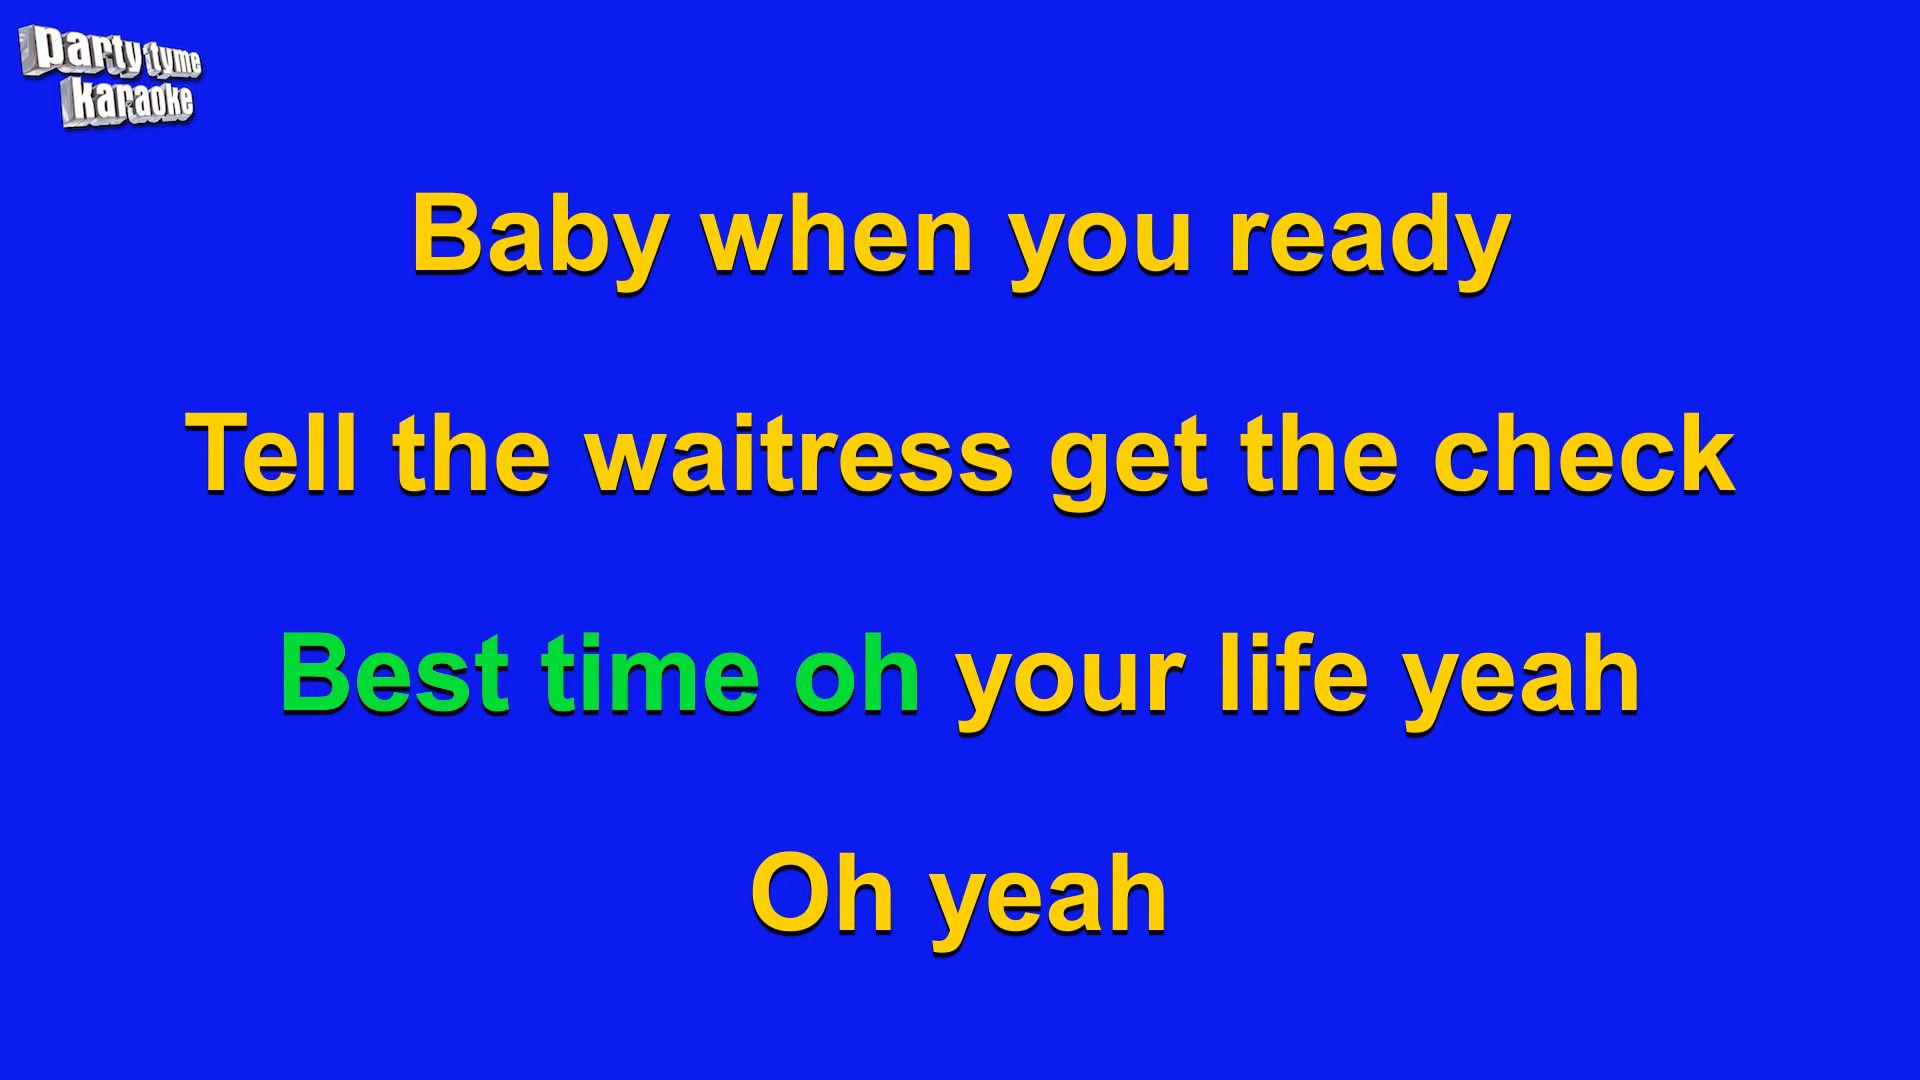 party tyme
karaoke
Baby when you ready
Tell the waitress get the check
Best time oh your life yeah
Oh yeah